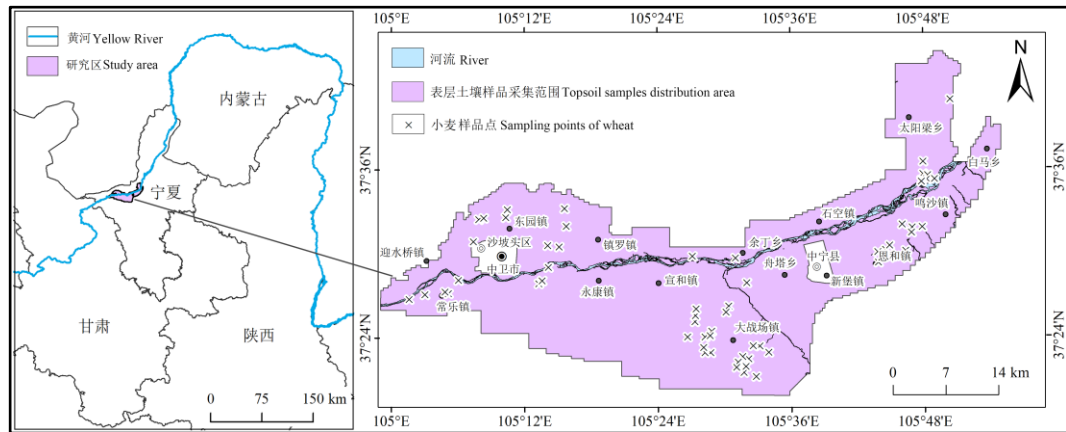 黄河 Yellow River
研究区 Study area
内蒙古
宁夏
甘肃
陕西
0 75 150 km
105°0′E 105°12′E 105°24′E 105°36′E 105°48′E
河流 River
表层土壤样品采集范围 Topsoil samples distribution area
小麦样品点 Sampling points of wheat
N
太阳梁乡
白马乡
37°36′N
37°36′N
鸣沙镇
石空镇
东园镇
沙坡头区
镇罗镇
余丁乡
中宁县
恩和镇
迎水桥镇
中卫市
舟塔乡
新堡镇
永康镇
宣和镇
常乐镇
大战场镇
37°24′N
37°24′N
0 7 14 km
105°0′E 105°12′E 105°24′E 105°36′E 105°48′E